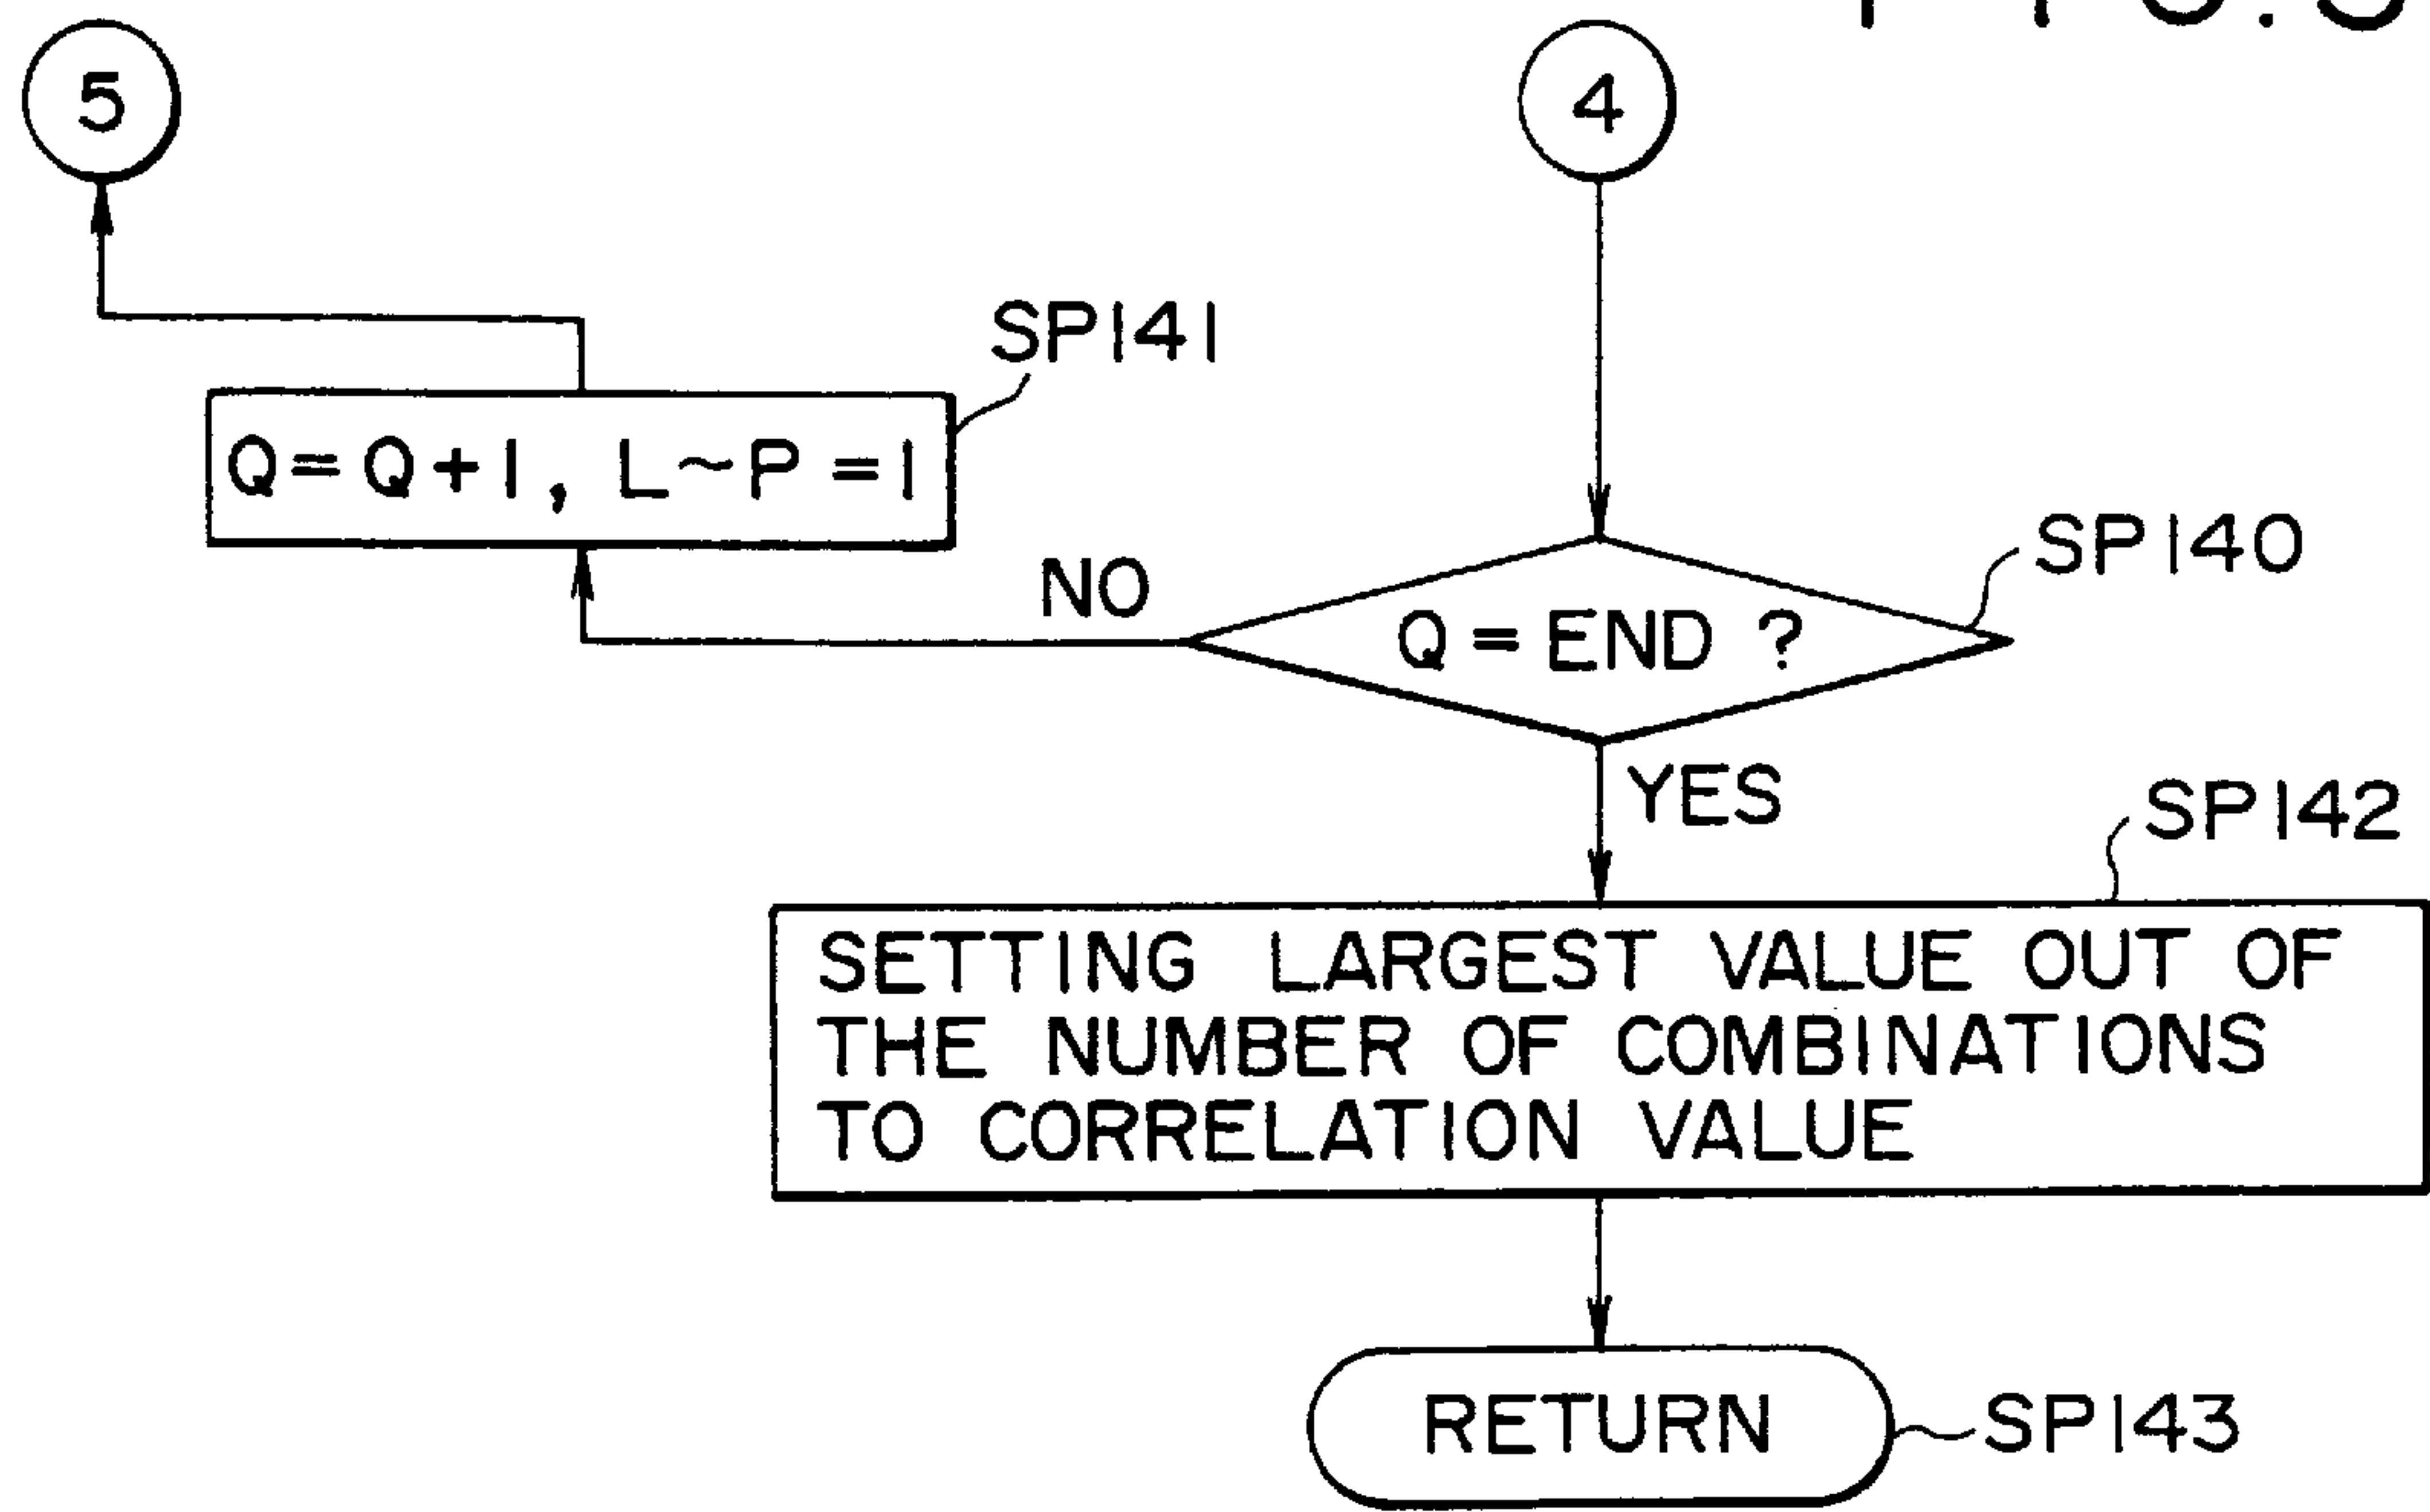 5
4
SP141
Q=Q+1, L~P=1
NO
SP140
Q=END ?
YES
SP142
SETTING LARGEST VALUE OUT OF
THE NUMBER OF COMBINATIONS
TO CORRELATION VALUE
RETURN
SP143